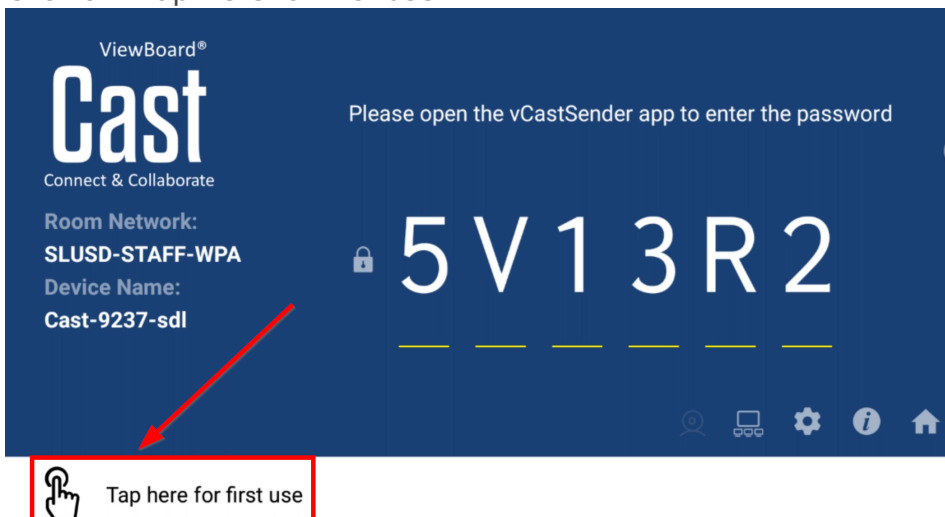 ViewBoard®
Cast
Connect & Collaborate
Please open the vCastSender app to enter the password
Room Network:
SLUSD-STAFF-WPA
Device Name:
Cast-9237-sdl
5V13R2
Tap here for first use